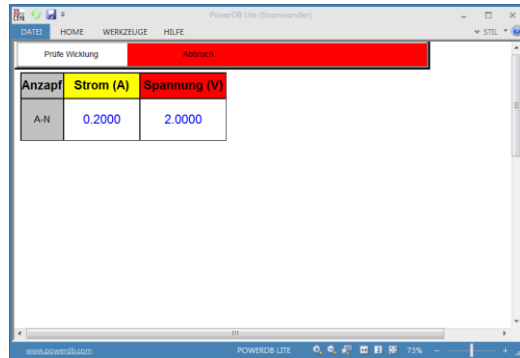 PowerDB Lite (Stromwandler)
DATEI HOME WERKZEUGE HILFE STIL
Prüfe Wicklung Abbruch
Anzapf Strom (A) Spannung (V)
A-N 0.2000 2.0000
www.powerdb.com POWERDB LITE 73%